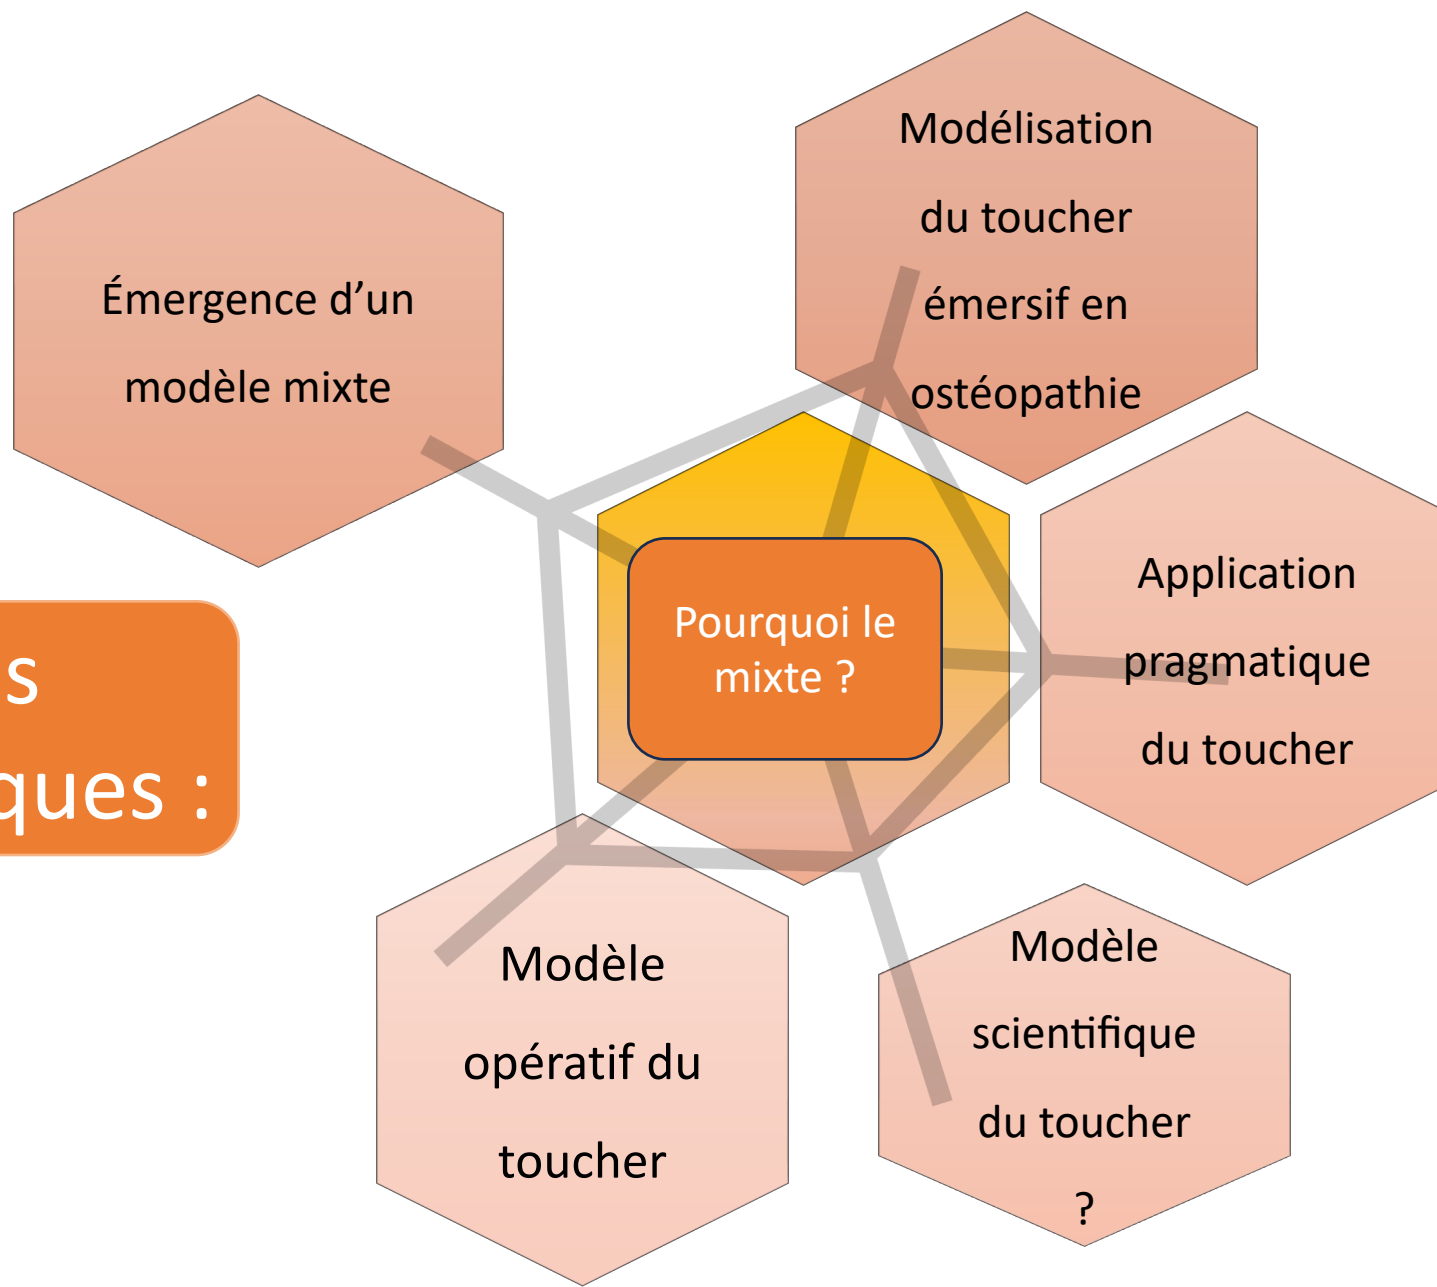 Émergence d’un
modèle mixte
Modélisation
du toucher
émersif en
ostéopathie
Pourquoi le
mixte ?
Application
pragmatique
du toucher
Modèle
opératif du
toucher
Modèle
scientifique
du toucher
?